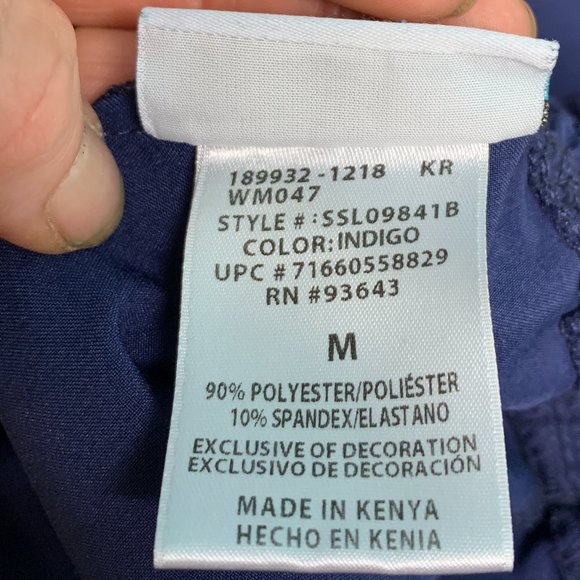 189932-1218 KR
WM047
STYLE #:SSL09841B
COLOR:INDIGO
UPC #71660558829
RN #93643
M
90% POLYESTER/POLIÉSTER
10% SPANDEX/ELASTANO
EXCLUSIVE OF DECORATION
EXCLUSIVO DE DECORACIÓN
MADE IN KENYA
HECHO EN KENIA